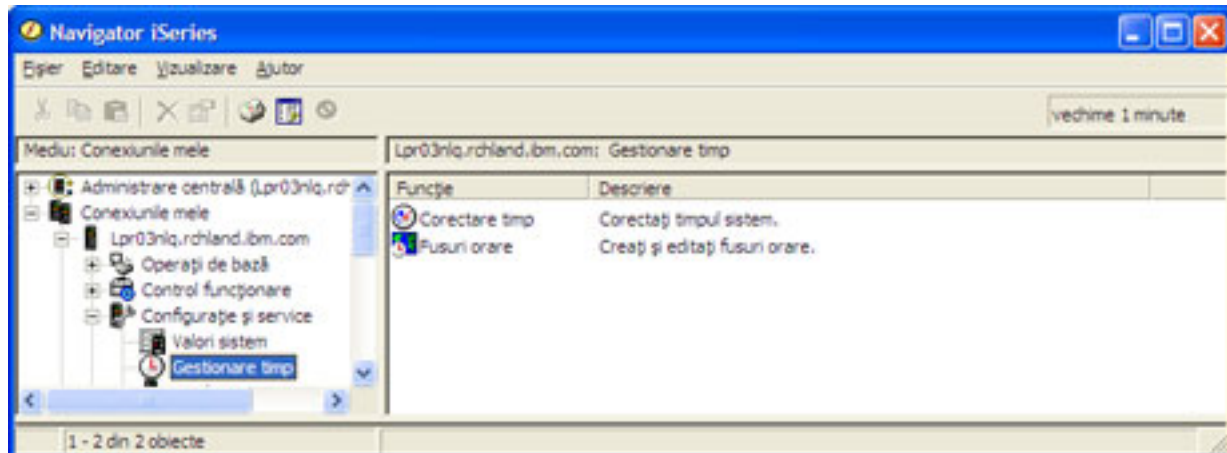 Navigator iSeries
Fişier Editare Vizualizare Ajutor
vechime 1 minute
Mediu: Conexiunile mele
Lpr03nlq.rchland.ibm.com: Gestionare timp
Administrare centrală (Lpr03nlq.rch
Conexiunile mele
Lpr03nlq.rchland.ibm.com
Operaţii de bază
Control funcţionare
Configuraţie şi service
Valori sistem
Gestionare timp
Funcţie Descriere
Corectare timp Corectaţi timpul sistem.
Fusuri orare Creaţi şi editaţi fusuri orare.
1 - 2 din 2 obiecte